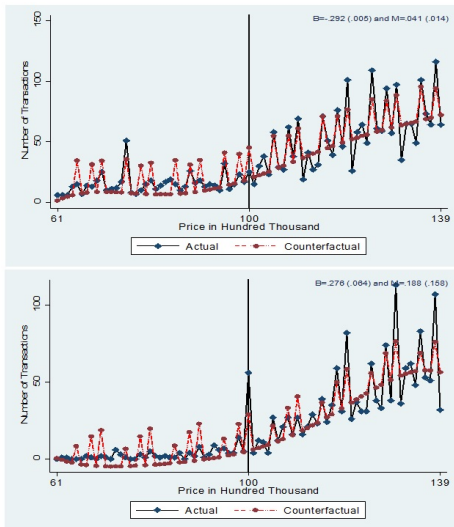 B=-.292 (.005) and M=.041 (.014)
150
100
50
0
Number of Transactions
61 100 139
Price in Hundred Thousand
Actual Counterfactual
B=.276 (.064) and M=.188 (.158)
100
50
0
Number of Transactions
61 100 139
Price in Hundred Thousand
Actual Counterfactual